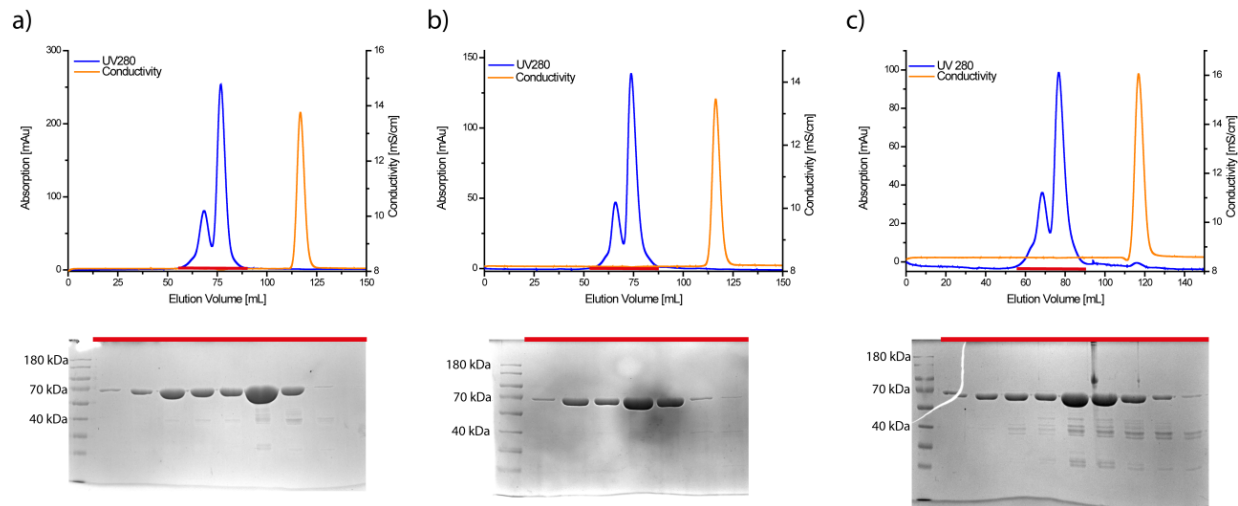 a)
300
200
100
0
Absorption [mAu]
UV280
Conductivity
16
14
12
10
8
Conductivity [mS/cm]
0 25 50 75 100 125 150
Elution Volume [mL]
180 kDa
70 kDa
40 kDa
b)
150
125
100
75
50
25
0
Absorption [mAu]
UV280
Conductivity
14
12
10
8
Conductivity [mS/cm]
0 25 50 75 100 125 150
Elution Volume [mL]
180 kDa
70 kDa
40 kDa
c)
100
80
60
40
20
0
Absorption [mAu]
UV 280
Conductivity
16
14
12
10
8
Conductivity [mS/cm]
0 20 40 60 80 100 120 140
Elution Volume [mL]
180 kDa
70 kDa
40 kDa